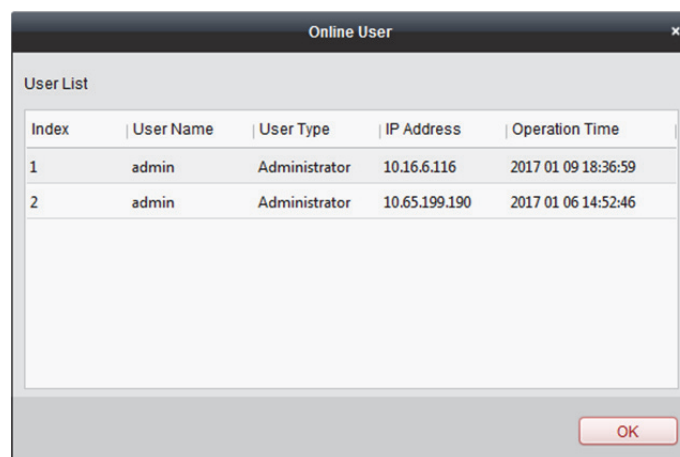 Online User
×
User List
Index User Name User Type IP Address Operation Time
1 admin Administrator 10.16.6.116 2017 01 09 18:36:59
2 admin Administrator 10.65.199.190 2017 01 06 14:52:46
OK